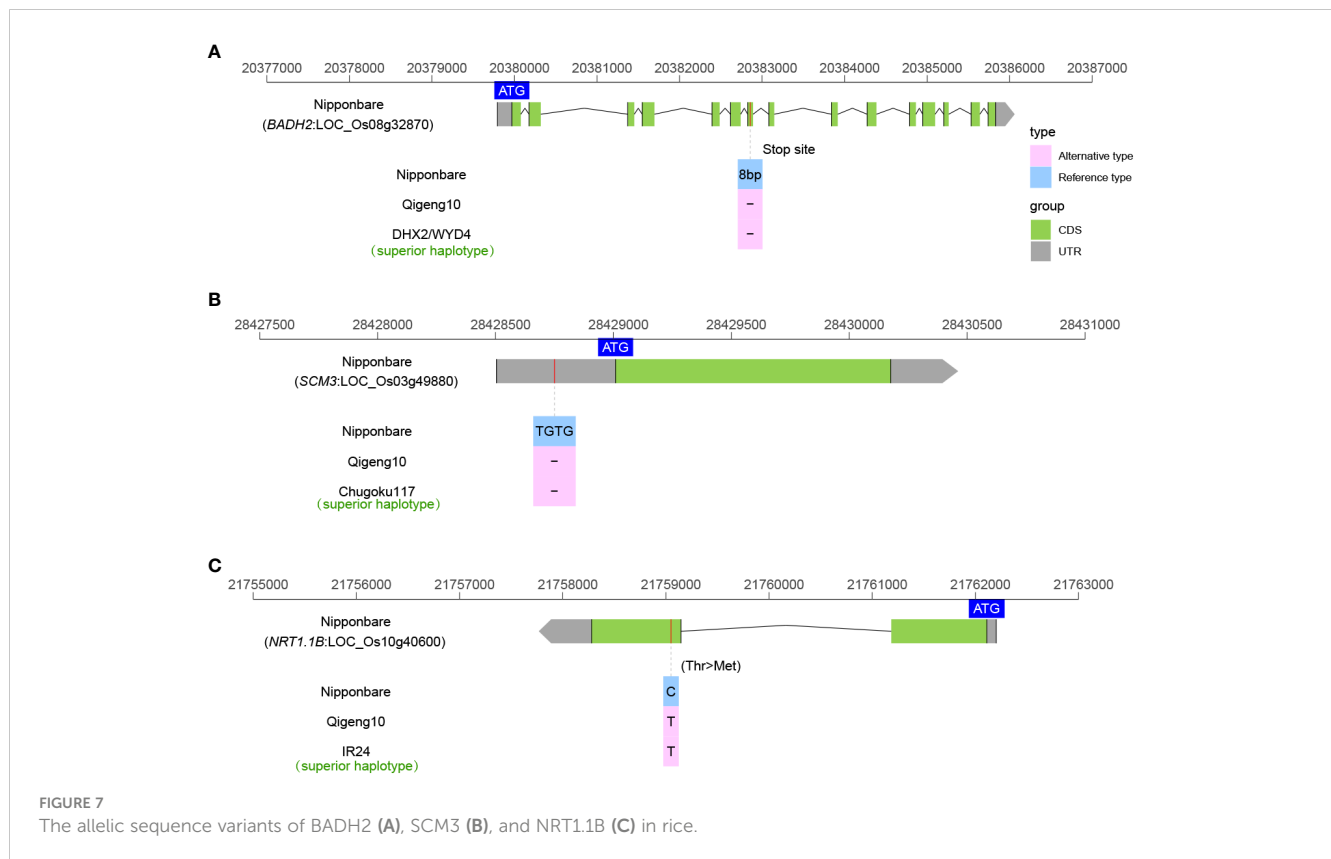 A
20377000 20378000 20379000 20380000 20381000 20382000 20383000 20384000 20385000 20386000 20387000
ATG
Nipponbare
(BADH2:LOC_Os08g32870)
Stop site
Nipponbare 8bp
Qigeng10 –
DHX2/WYD4 –
(superior haplotype)
type
Alternative type
Reference type
group
CDS
UTR
B
28427500 28428000 28428500 28429000 28429500 28430000 28430500 28431000
ATG
Nipponbare
(SCM3:LOC_Os03g49880)
Nipponbare TGTG
Qigeng10 –
Chugoku117 –
(superior haplotype)
C
21755000 21756000 21757000 21758000 21759000 21760000 21761000 21762000 21763000
ATG
Nipponbare
(NRT1.1B:LOC_Os10g40600)
(Thr>Met)
Nipponbare C
Qigeng10 T
IR24 T
(superior haplotype)
FIGURE 7
The allelic sequence variants of BADH2 (A), SCM3 (B), and NRT1.1B (C) in rice.